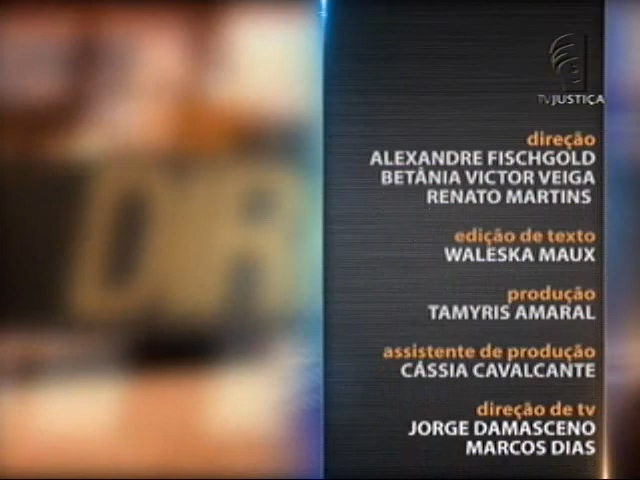 DIR
TV JUSTIÇA
direção
ALEXANDRE FISCHGOLD
BETÂNIA VICTOR VEIGA
RENATO MARTINS
edição de texto
WALESKA MAUX
produção
TAMYRIS AMARAL
assistente de produção
CÁSSIA CAVALCANTE
direção de tv
JORGE DAMASCENO
MARCOS DIAS